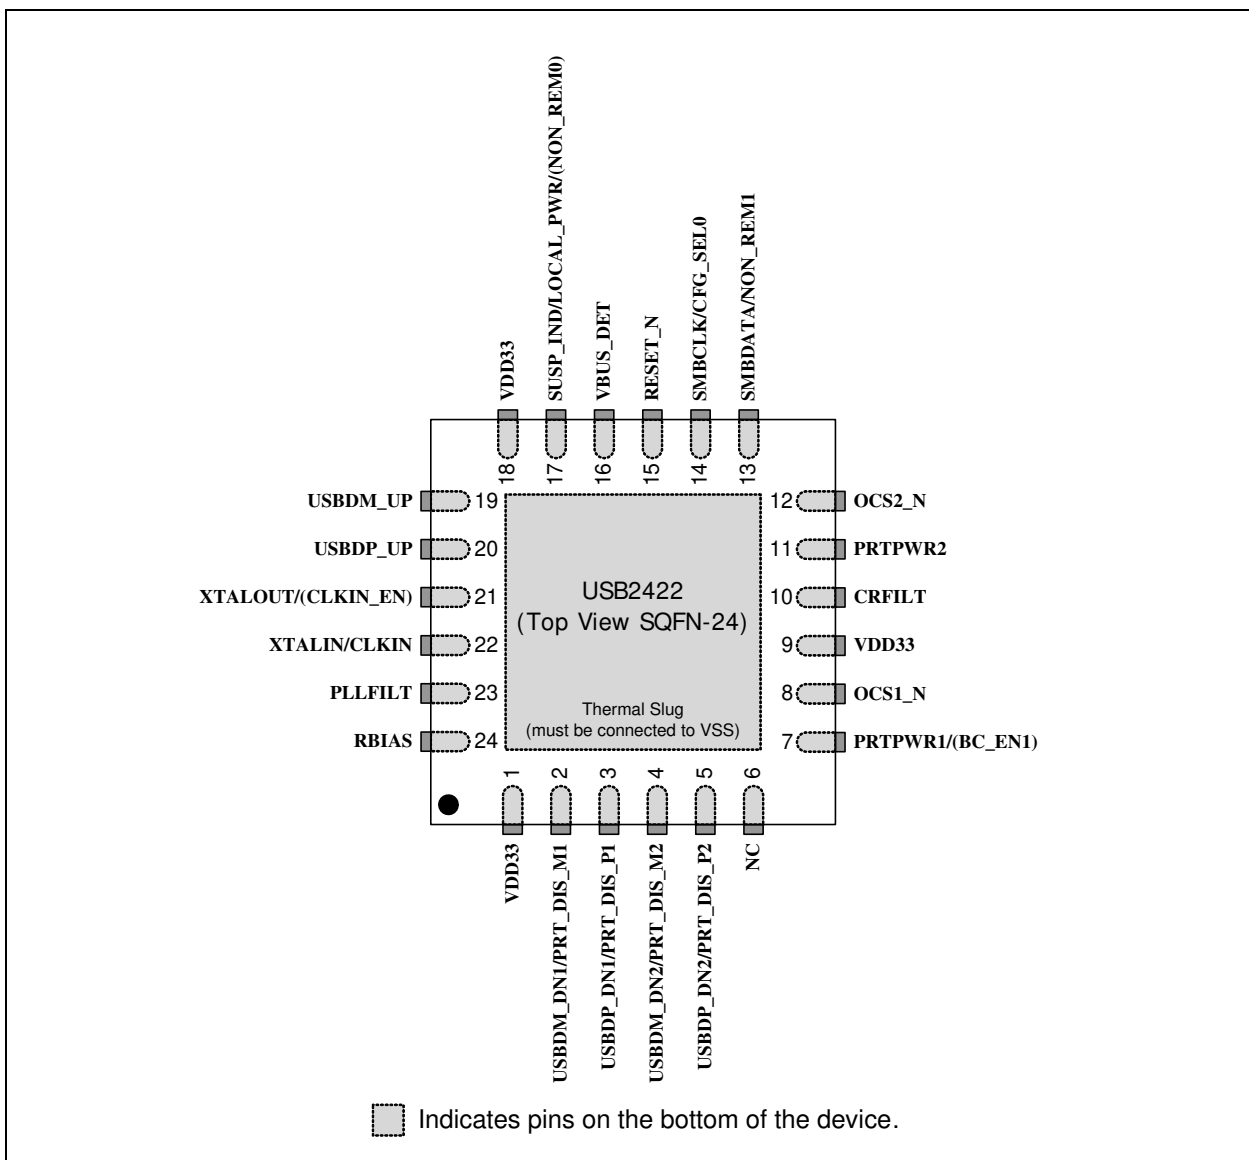 SUSP_IND/LOCAL_PWR/(NON_REM0)
VDD33
VBUS_DET
RESET_N
SMBCLK/CFG_SEL0
SMBDATA/NON_REM1
18
17
16
15
14
13
USBDM_UP 19
USBDP_UP 20
XTALOUT/(CLKIN_EN) 21
XTALIN/CLKIN 22
PLLFILT 23
RBIAS 24
USB2422
(Top View SQFN-24)
Thermal Slug
(must be connected to VSS)
12 OCS2_N
11 PRTPWR2
10 CRFILT
9 VDD33
8 OCS1_N
7 PRTPWR1/(BC_EN1)
1
2
3
4
5
6
VDD33
USBDM_DN1/PRT_DIS_M1
USBDP_DN1/PRT_DIS_P1
USBDM_DN2/PRT_DIS_M2
USBDP_DN2/PRT_DIS_P2
NC
Indicates pins on the bottom of the device.